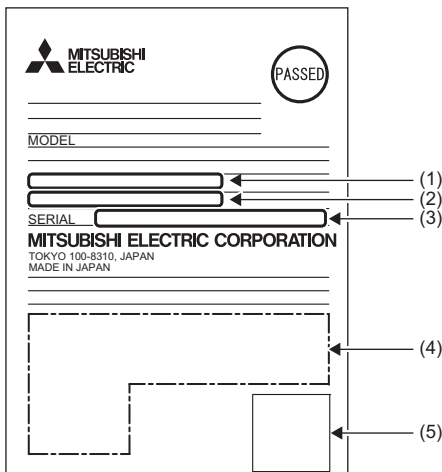 MITSUBISHI
ELECTRIC
PASSED
MODEL
(1)
(2)
SERIAL
(3)
MITSUBISHI ELECTRIC CORPORATION
TOKYO 100-8310, JAPAN
MADE IN JAPAN
(4)
(5)